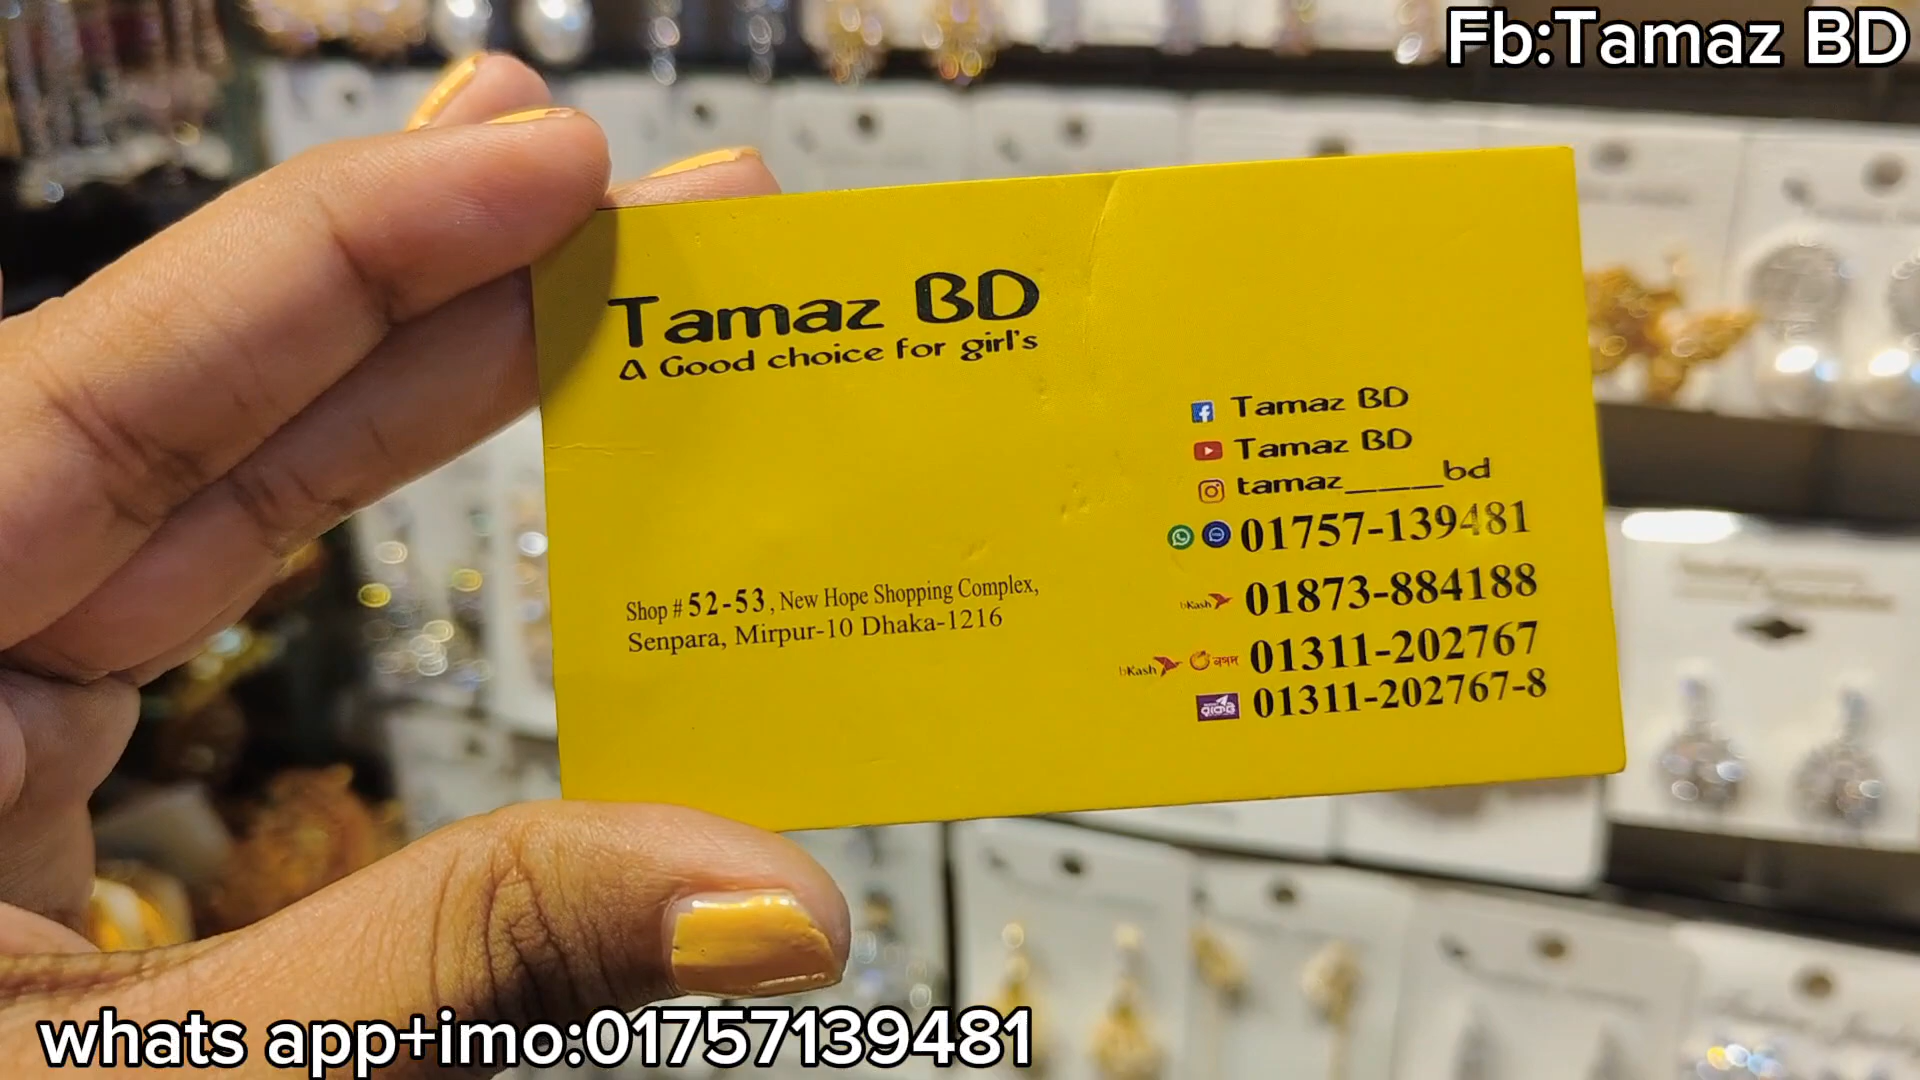 Fb:Tamaz BD
Tamaz BD
A Good choice for girl's
Tamaz BD
Tamaz BD
tamaz____bd
01757-139481
bKash 01873-884188
bKash নগদ 01311-202767
রকেট 01311-202767-8
Shop # 52-53, New Hope Shopping Complex,
Senpara, Mirpur-10 Dhaka-1216
whats app+imo:01757139481